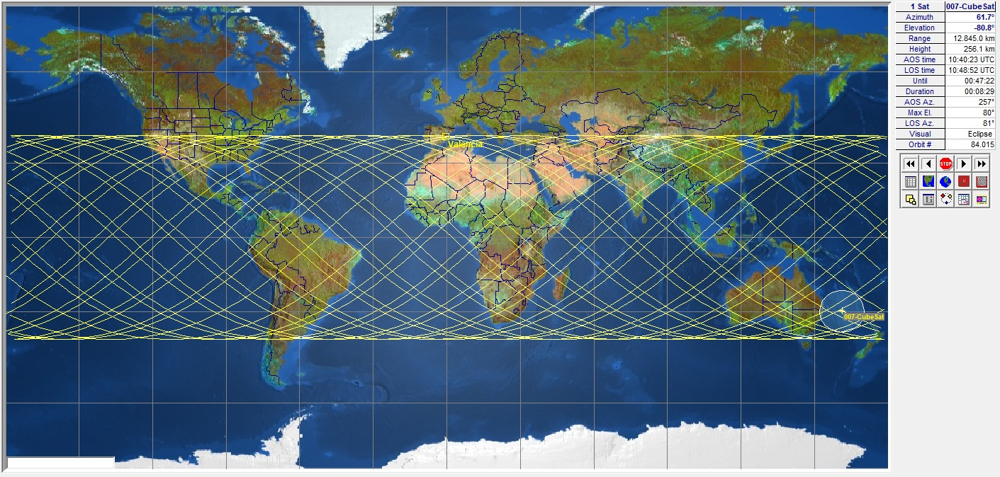 1 Sat 007-CubeSat
Azimuth 61.7°
Elevation -80.8°
Range 12.845.0 km
Height 256.1 km
AOS time 10:40:23 UTC
LOS time 10:48:52 UTC
Until 00:47:22
Duration 00:08:29
AOS Az. 257°
Max El. 80°
LOS Az. 81°
Visual Eclipse
Orbit # 84.015
STOP
Valencia
007-CubeSat